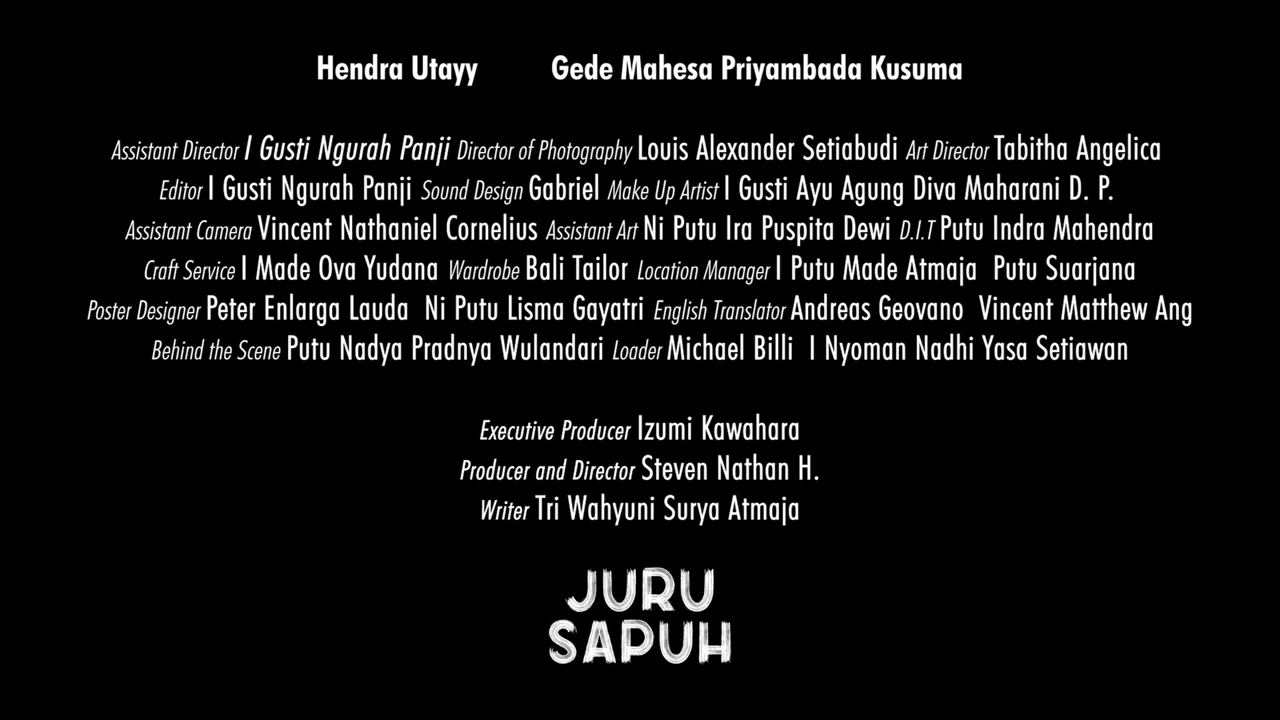 Hendra Utayy Gede Mahesa Priyambada Kusuma
Assistant Director I Gusti Ngurah Panji Director of Photography Louis Alexander Setiabudi Art Director Tabitha Angelica
Editor I Gusti Ngurah Panji Sound Design Gabriel Make Up Artist I Gusti Ayu Agung Diva Maharani D. P.
Assistant Camera Vincent Nathaniel Cornelius Assistant Art Ni Putu Ira Puspita Dewi D.I.T Putu Indra Mahendra
Craft Service I Made Ova Yudana Wardrobe Bali Tailor Location Manager I Putu Made Atmaja Putu Suarjana
Poster Designer Peter Enlarga Lauda Ni Putu Lisma Gayatri English Translator Andreas Geovano Vincent Matthew Ang
Behind the Scene Putu Nadya Pradnya Wulandari Loader Michael Billi I Nyoman Nadhi Yasa Setiawan
Executive Producer Izumi Kawahara
Producer and Director Steven Nathan H.
Writer Tri Wahyuni Surya Atmaja
JURU
SAPUH